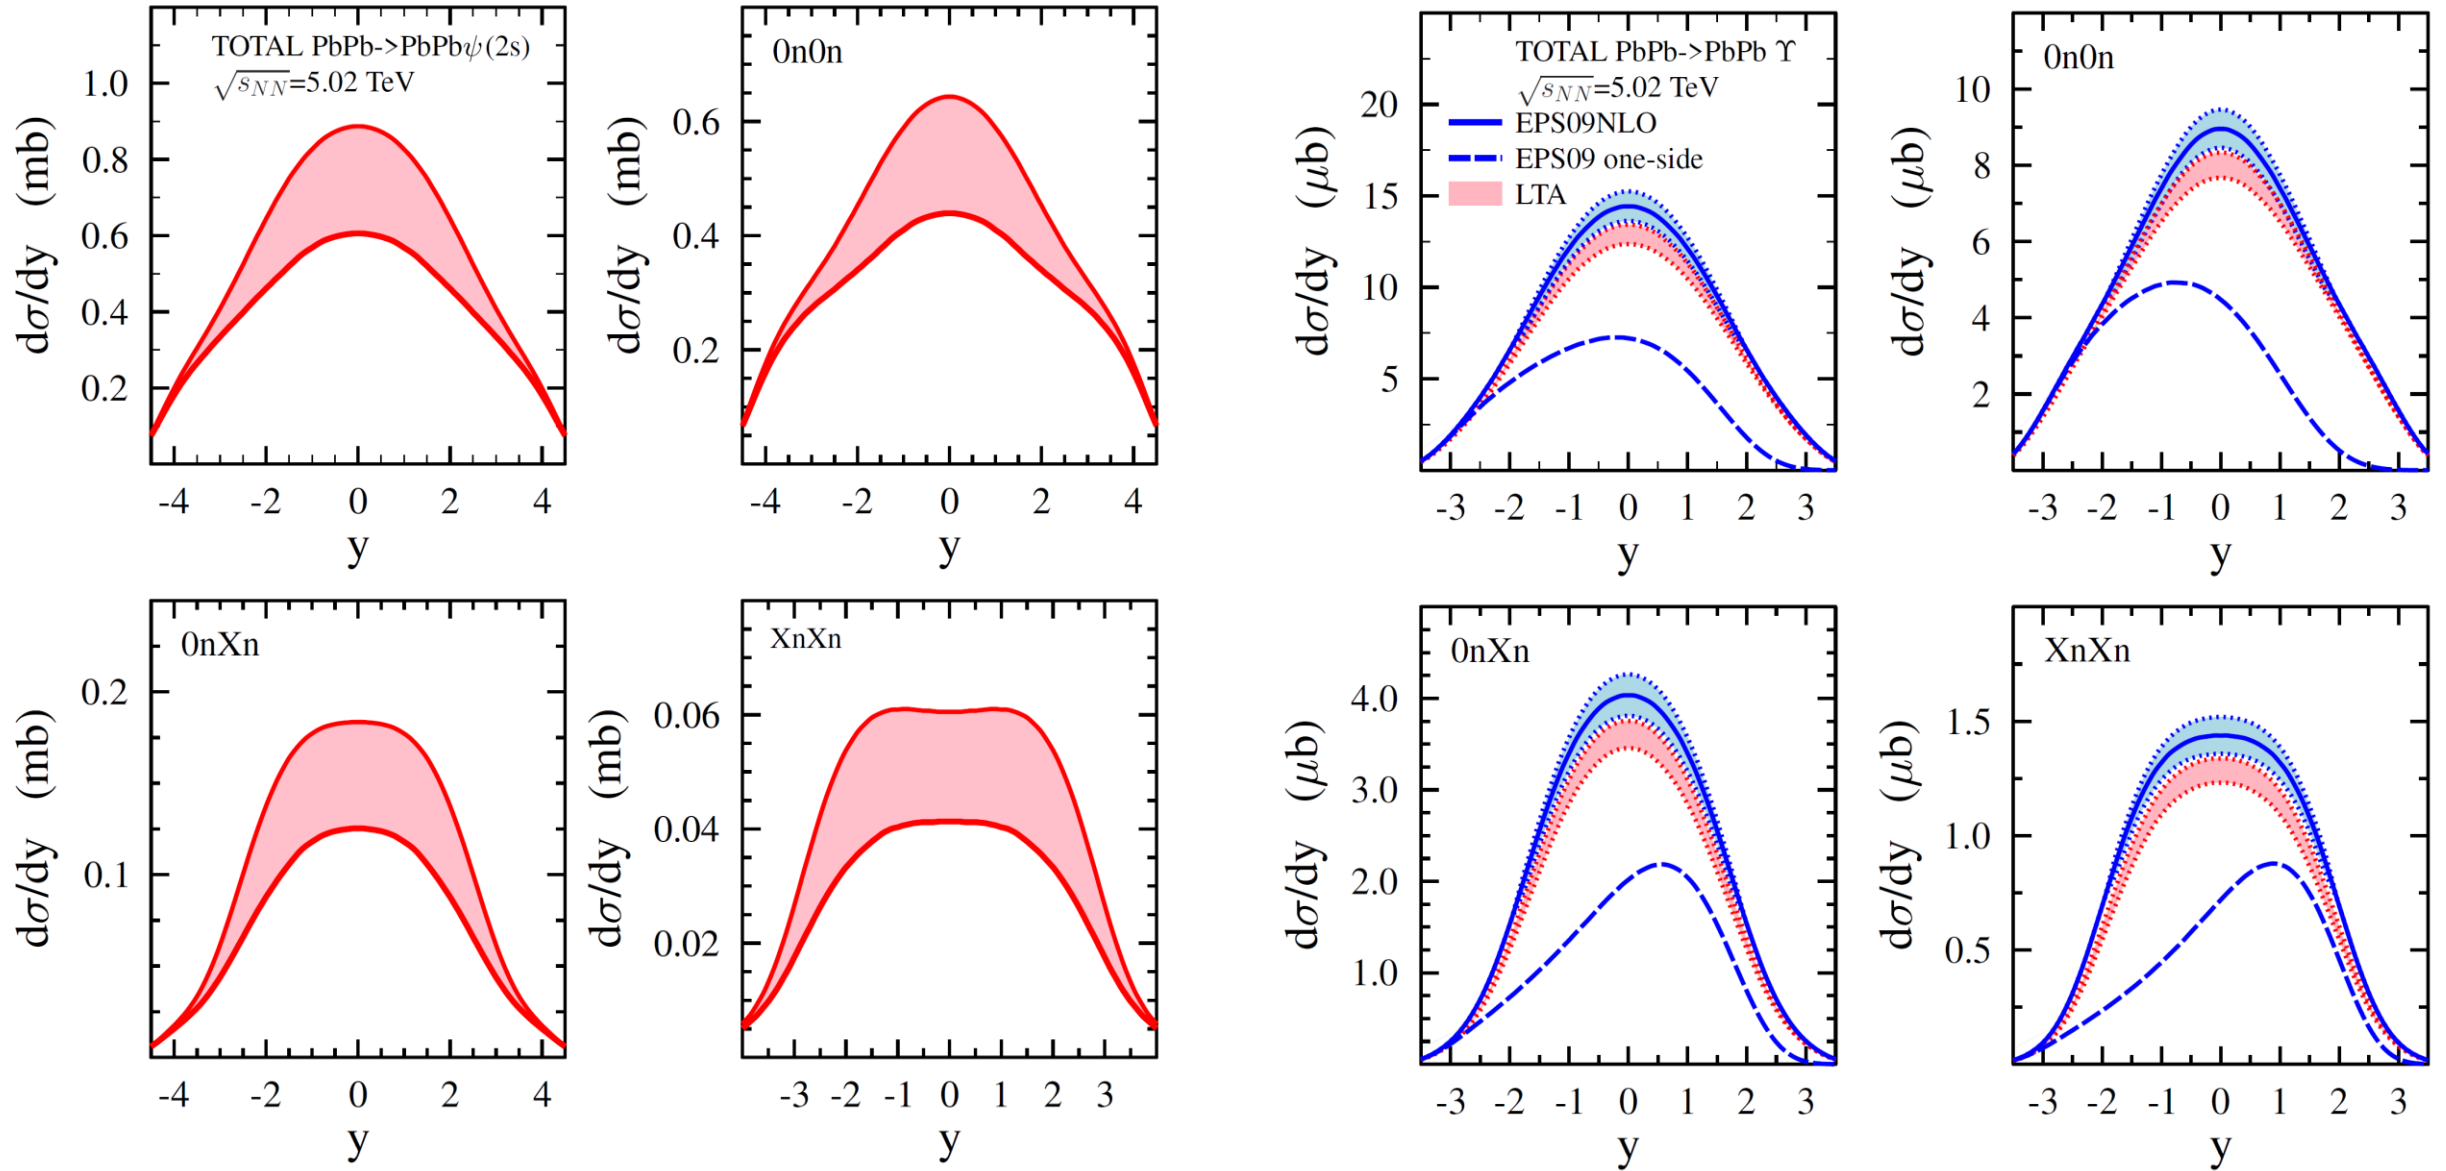 TOTAL PbPb->PbPbψ(2s)
√s_NN=5.02 TeV
dσ/dy (mb)
1.0
0.8
0.6
0.4
0.2
-4 -2 0 2 4
y
0n0n
dσ/dy (mb)
0.6
0.4
0.2
-4 -2 0 2 4
y
TOTAL PbPb->PbPb ϒ
√s_NN=5.02 TeV
EPS09NLO
EPS09 one-side
LTA
dσ/dy (μb)
20
15
10
5
-3 -2 -1 0 1 2 3
y
0n0n
dσ/dy (μb)
10
8
6
4
2
-3 -2 -1 0 1 2 3
y
0nXn
dσ/dy (mb)
0.2
0.1
-4 -2 0 2 4
y
XnXn
dσ/dy (mb)
0.06
0.04
0.02
-3 -2 -1 0 1 2 3
y
0nXn
dσ/dy (μb)
4.0
3.0
2.0
1.0
-3 -2 -1 0 1 2 3
y
XnXn
dσ/dy (μb)
1.5
1.0
0.5
-3 -2 -1 0 1 2 3
y